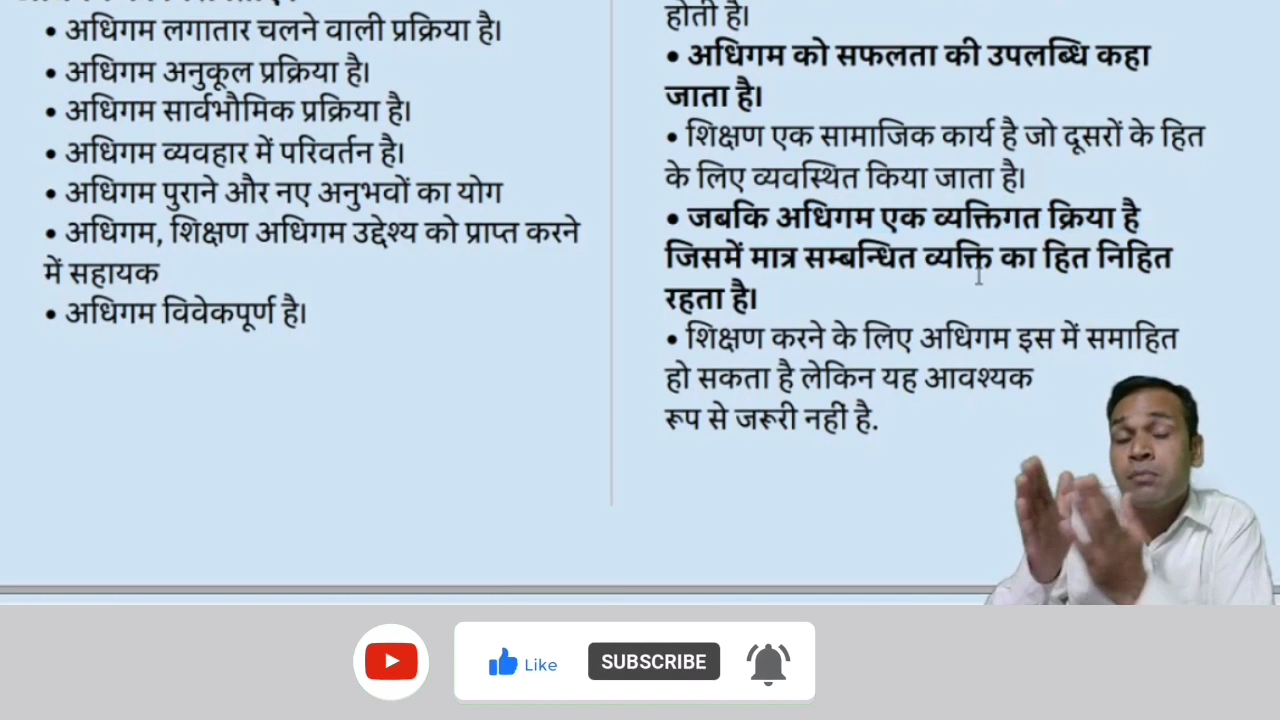 • अधिगम लगातार चलने वाली प्रक्रिया है।
• अधिगम अनुकूल प्रक्रिया है।
• अधिगम सार्वभौमिक प्रक्रिया है।
• अधिगम व्यवहार में परिवर्तन है।
• अधिगम पुराने और नए अनुभवों का योग
• अधिगम, शिक्षण अधिगम उद्देश्य को प्राप्त करने
में सहायक
• अधिगम विवेकपूर्ण है।
होती है।
• अधिगम को सफलता की उपलब्धि कहा
जाता है।
• शिक्षण एक सामाजिक कार्य है जो दूसरों के हित
के लिए व्यवस्थित किया जाता है।
• जबकि अधिगम एक व्यक्तिगत क्रिया है
जिसमें मात्र सम्बन्धित व्यक्ति का हित निहित
रहता है।
• शिक्षण करने के लिए अधिगम इस में समाहित
हो सकता है लेकिन यह आवश्यक
रूप से जरूरी नहीं है.
Like
SUBSCRIBE